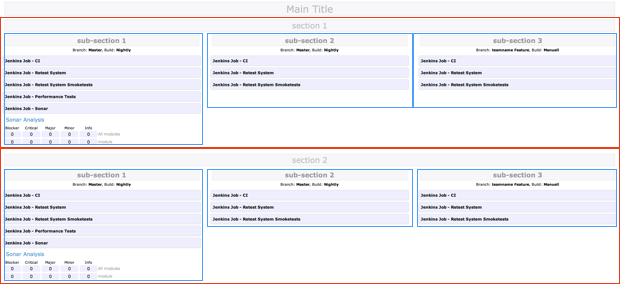 Main Title
section 1
sub-section 1
Branch: Master, Build: Nightly
Jenkins Job - CI
Jenkins Job - Retest System
Jenkins Job - Retest System Smoketests
Jenkins Job - Performance Tests
Jenkins Job - Sonar
Sonar Analysis
Blocker Critical Major Minor Info
0 0 0 0 0 All modules
0 0 0 0 0 module
sub-section 2
Branch: Master, Build: Nightly
Jenkins Job - CI
Jenkins Job - Retest System
Jenkins Job - Retest System Smoketests
sub-section 3
Branch: teamname Feature, Build: Manuell
Jenkins Job - CI
Jenkins Job - Retest System
Jenkins Job - Retest System Smoketests
section 2
sub-section 1
Branch: Master, Build: Nightly
Jenkins Job - CI
Jenkins Job - Retest System
Jenkins Job - Retest System Smoketests
Jenkins Job - Performance Tests
Jenkins Job - Sonar
Sonar Analysis
Blocker Critical Major Minor Info
0 0 0 0 0 All modules
0 0 0 0 0 module
sub-section 2
Branch: Master, Build: Nightly
Jenkins Job - CI
Jenkins Job - Retest System
Jenkins Job - Retest System Smoketests
sub-section 3
Branch: teamname Feature, Build: Manuell
Jenkins Job - CI
Jenkins Job - Retest System
Jenkins Job - Retest System Smoketests